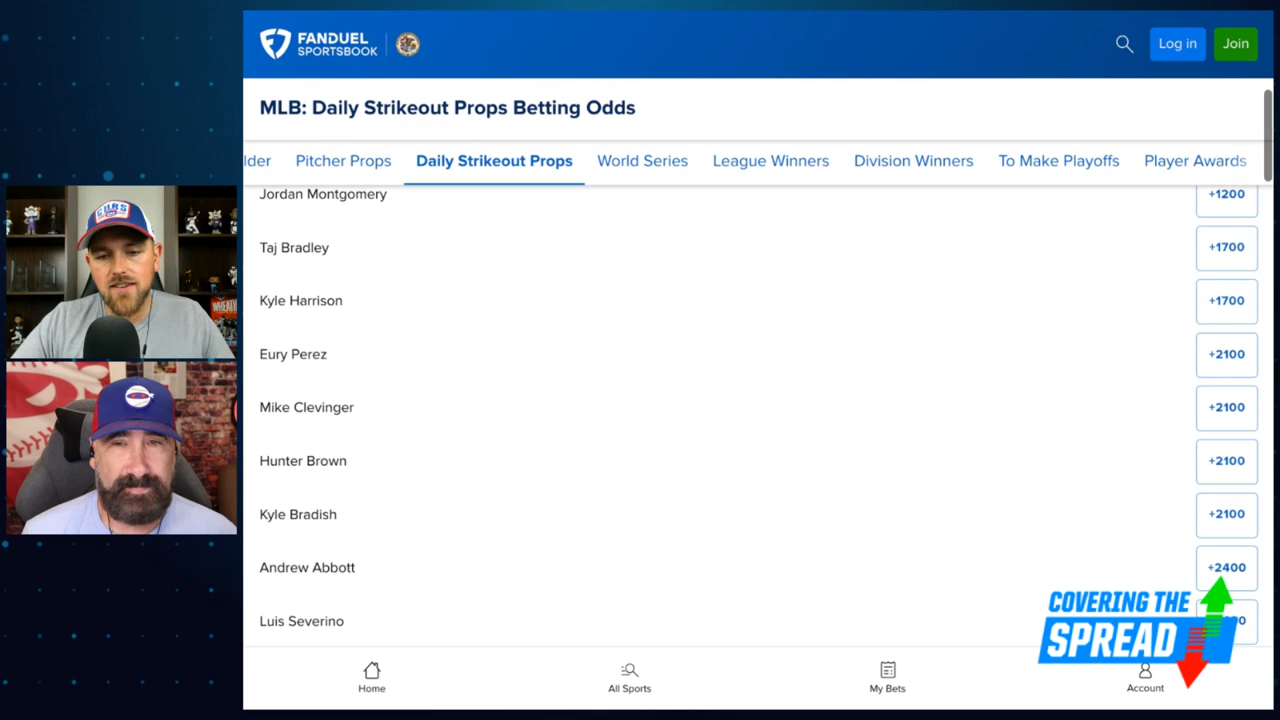 FANDUEL
SPORTSBOOK
Log in
Join
MLB: Daily Strikeout Props Betting Odds
lder
Pitcher Props
Daily Strikeout Props
World Series
League Winners
Division Winners
To Make Playoffs
Player Awards
Jordan Montgomery
+1200
Taj Bradley
+1700
Kyle Harrison
+1700
Eury Perez
+2100
Mike Clevinger
+2100
Hunter Brown
+2100
Kyle Bradish
+2100
Andrew Abbott
+2400
Luis Severino
COVERING THE
SPREAD
Home
All Sports
My Bets
Account
CUBS